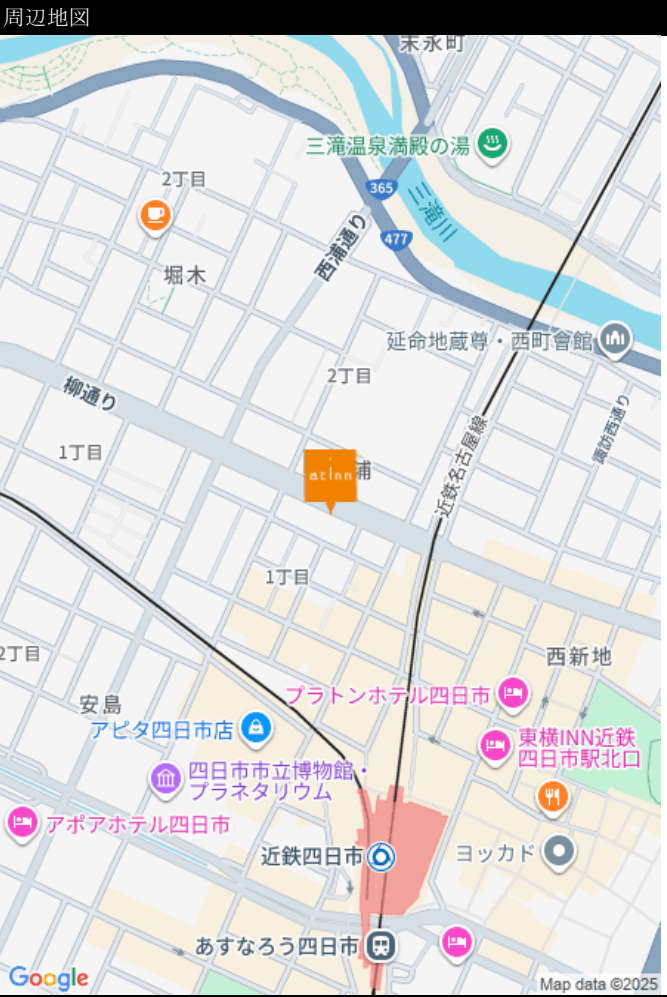 周辺地図
末永町
三滝温泉満殿の湯
2丁目
365
三滝川
477
西浦通り
堀木
延命地蔵尊・西町會館
2丁目
柳通り
諏訪西通り
1丁目
近鉄名古屋線
at inn
浦
1丁目
2丁目
西新地
安島
プラトンホテル四日市
アピタ四日市店
東横INN近鉄
四日市駅北口
四日市市立博物館・
プラネタリウム
アポアホテル四日市
近鉄四日市
ヨッカド
あすなろう四日市
Google
Map data ©2025